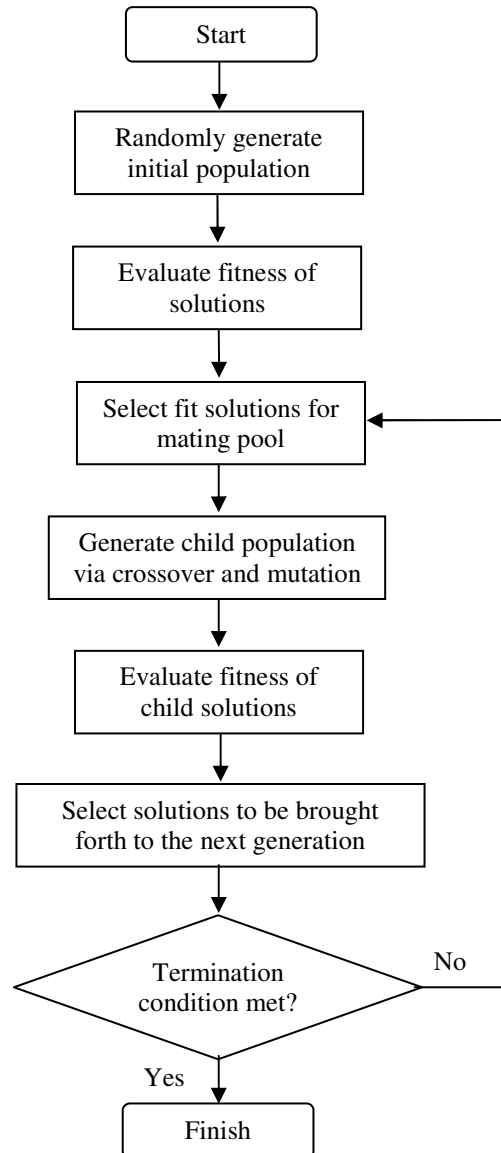 Start
Randomly generate
initial population
Evaluate fitness of
solutions
Select fit solutions for
mating pool
Generate child population
via crossover and mutation
Evaluate fitness of
child solutions
Select solutions to be brought
forth to the next generation
Termination
condition met?
No
Yes
Finish